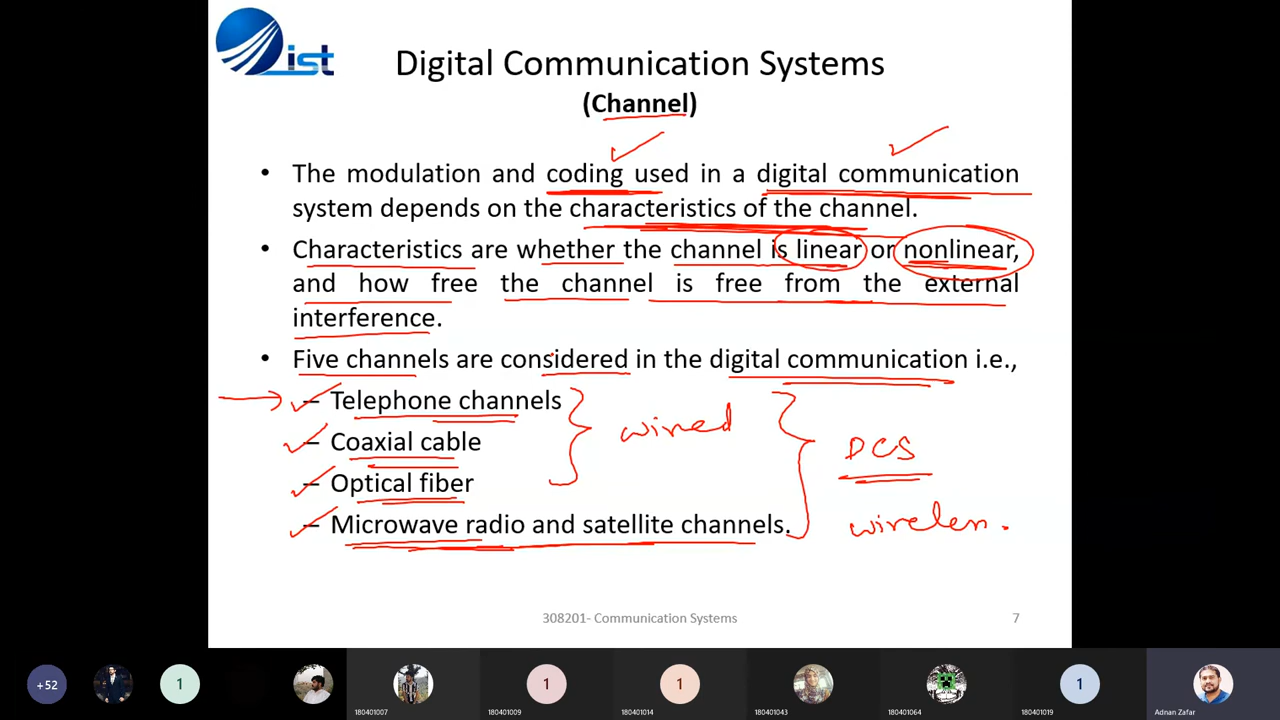 ist
Digital Communication Systems
(Channel)
• The modulation and coding used in a digital communication
system depends on the characteristics of the channel.
• Characteristics are whether the channel is linear or nonlinear,
and how free the channel is free from the external
interference.
• Five channels are considered in the digital communication i.e.,
– Telephone channels
– Coaxial cable
– Optical fiber
– Microwave radio and satellite channels.
wired
DCS
wireless.
308201- Communication Systems
7
+52
1
1
1
1
180401007
180401009
180401014
180401043
180401064
180401019
Adnan Zafar